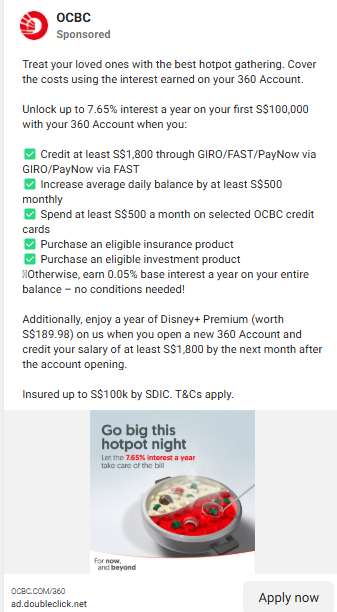 OCBC
Sponsored
Treat your loved ones with the best hotpot gathering. Cover
the costs using the interest earned on your 360 Account.
Unlock up to 7.65% interest a year on your first S$100,000
with your 360 Account when you:
✅ Credit at least S$1,800 through GIRO/FAST/PayNow via
GIRO/PayNow via FAST
✅ Increase average daily balance by at least S$500
monthly
✅ Spend at least S$500 a month on selected OCBC credit
cards
✅ Purchase an eligible insurance product
✅ Purchase an eligible investment product
Otherwise, earn 0.05% base interest a year on your entire
balance – no conditions needed!
Additionally, enjoy a year of Disney+ Premium (worth
S$189.98) on us when you open a new 360 Account and
credit your salary of at least S$1,800 by the next month after
the account opening.
Insured up to S$100k by SDIC. T&Cs apply.
Go big this
hotpot night
Let the 7.65% interest a year
take care of the bill
For now,
and beyond
OCBC.COM/360
ad.doubleclick.net
Apply now